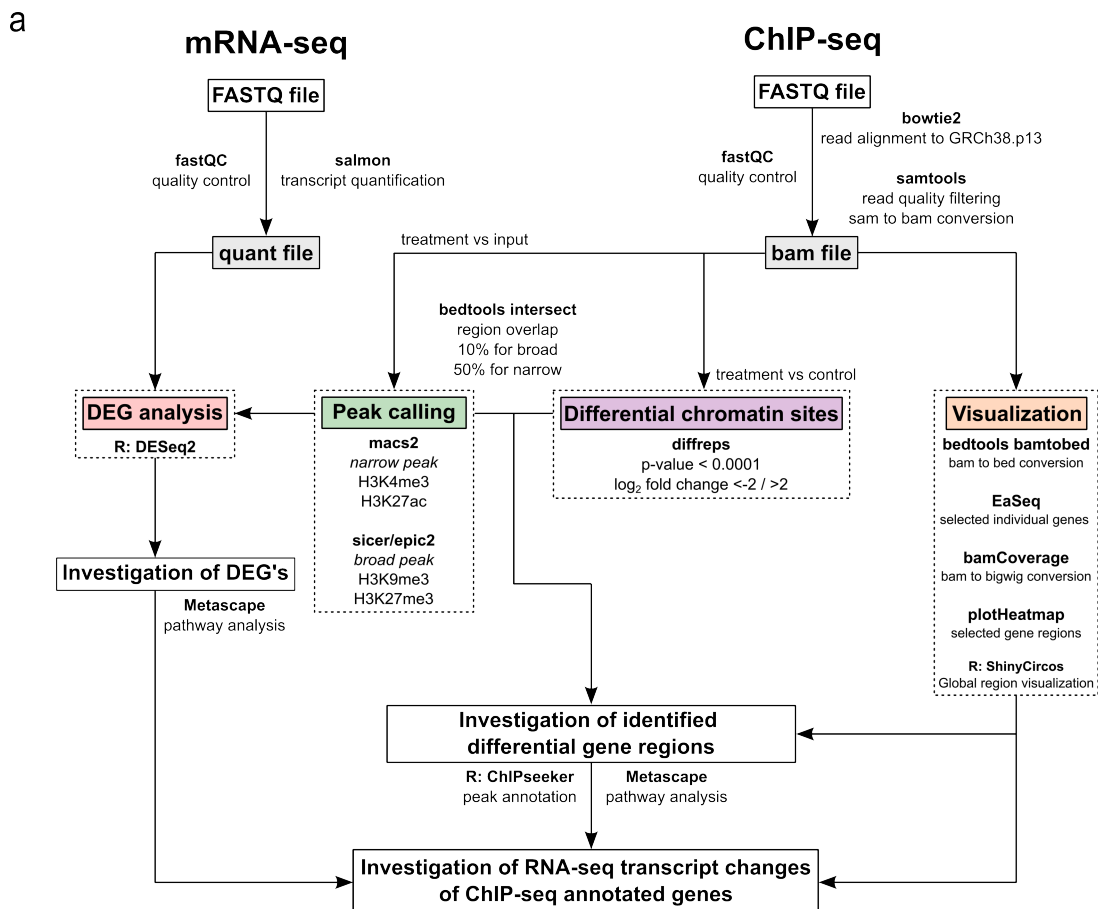 a
mRNA-seq
ChIP-seq
FASTQ file
FASTQ file
fastQC
quality control
salmon
transcript quantification
bowtie2
read alignment to GRCh38.p13
fastQC
quality control
samtools
read quality filtering
sam to bam conversion
quant file
treatment vs input
bam file
bedtools intersect
region overlap
10% for broad
50% for narrow
treatment vs control
DEG analysis
R: DESeq2
Peak calling
macs2
narrow peak
H3K4me3
H3K27ac
sicer/epic2
broad peak
H3K9me3
H3K27me3
Differential chromatin sites
diffreps
p-value < 0.0001
log2 fold change <-2 / >2
Visualization
bedtools bamtobed
bam to bed conversion
EaSeq
selected individual genes
bamCoverage
bam to bigwig conversion
plotHeatmap
selected gene regions
R: ShinyCircos
Global region visualization
Investigation of DEG's
Metascape
pathway analysis
Investigation of identified
differential gene regions
R: ChIPseeker
peak annotation
Metascape
pathway analysis
Investigation of RNA-seq transcript changes
of ChIP-seq annotated genes